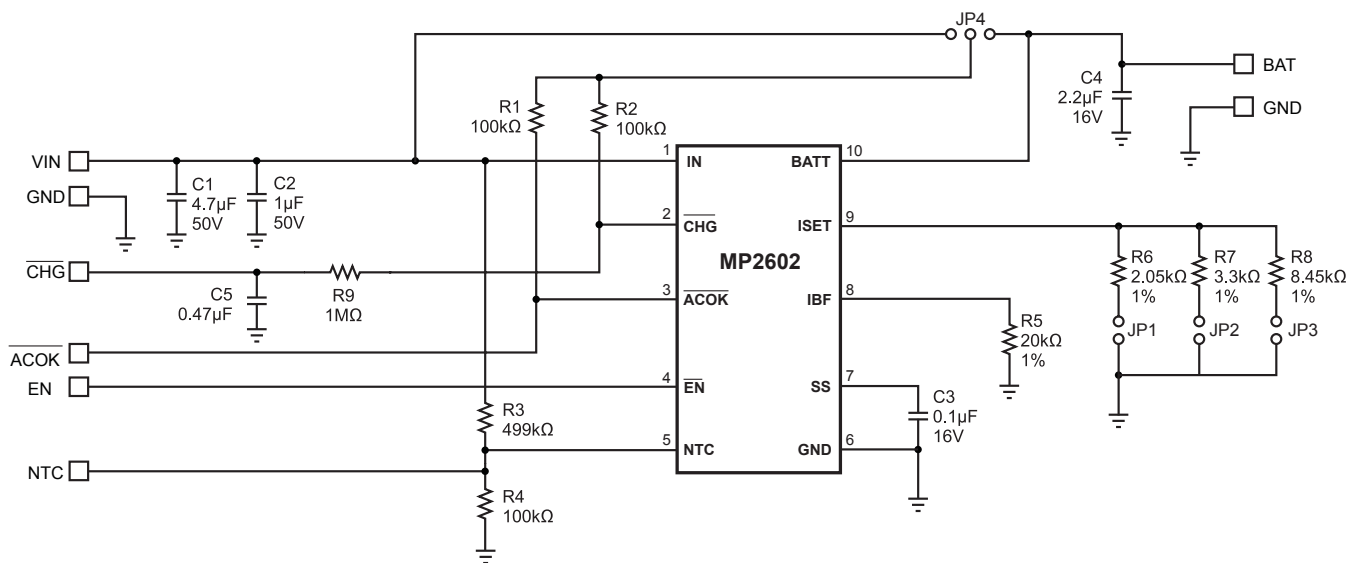 JP4
BAT
C4
2.2µF
16V
GND
R1
100kΩ
R2
100kΩ
VIN
GND
C1
4.7µF
50V
C2
1µF
50V
1
IN
BATT
10
2
CHG
ISET
9
MP2602
3
ACOK
IBF
8
4
EN
SS
7
5
NTC
GND
6
CHG
C5
0.47µF
R9
1MΩ
ACOK
EN
R3
499kΩ
NTC
R4
100kΩ
R6
2.05kΩ
1%
R7
3.3kΩ
1%
R8
8.45kΩ
1%
JP1
JP2
JP3
R5
20kΩ
1%
C3
0.1µF
16V